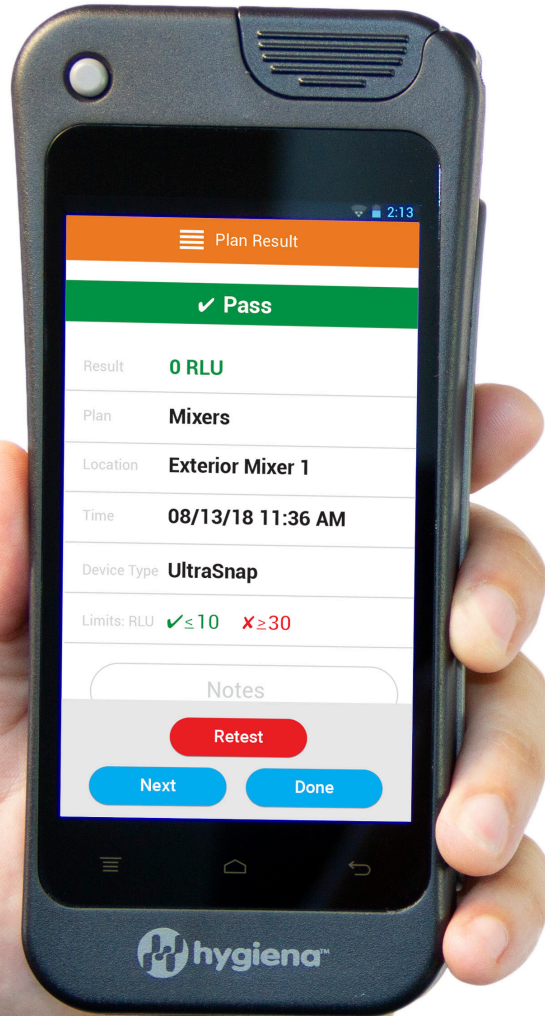 2:13
Plan Result
✔ Pass
Result 0 RLU
Plan Mixers
Location Exterior Mixer 1
Time 08/13/18 11:36 AM
Device Type UltraSnap
Limits: RLU ✔≤10 ✘≥30
Notes
Retest
Next Done
hygiena™